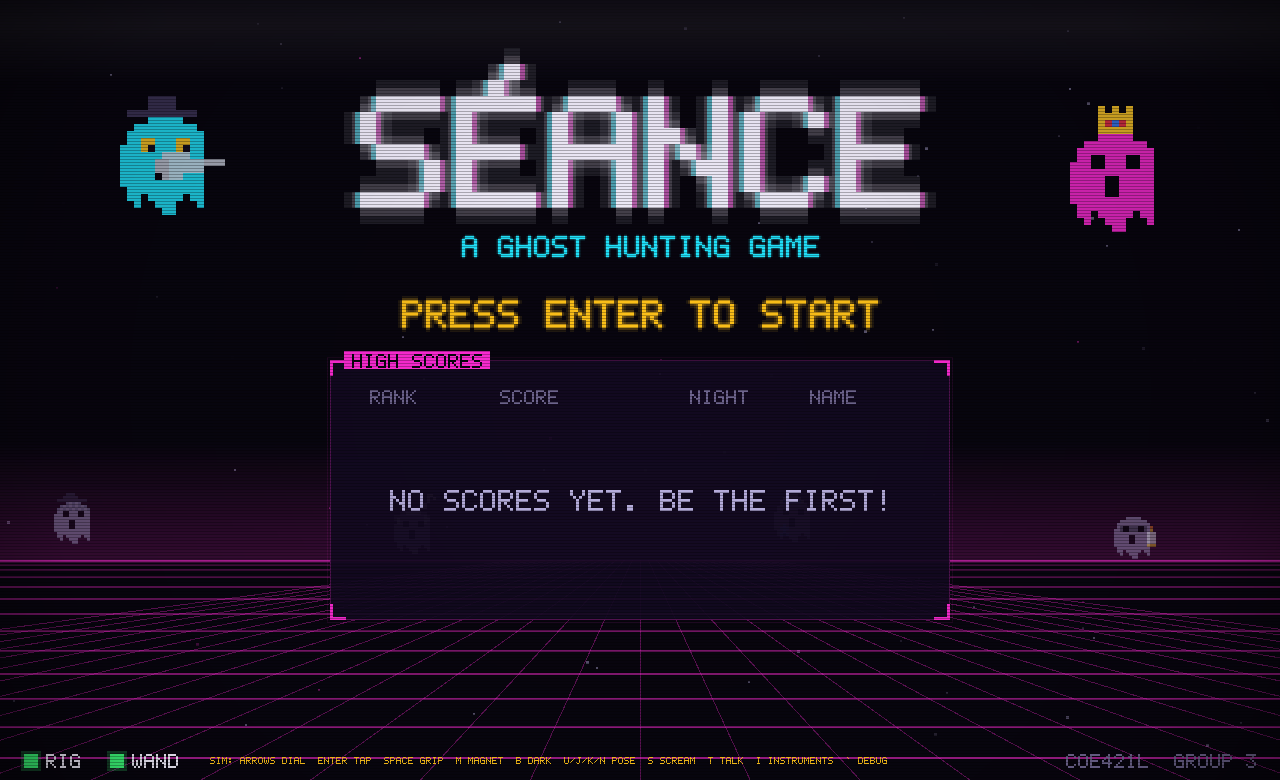 SÉANCE
A GHOST HUNTING GAME
PRESS ENTER TO START
HIGH SCORES
RANK SCORE NIGHT NAME
NO SCORES YET. BE THE FIRST!
RIG WAND SIM: ARROWS DIAL ENTER TAP SPACE GRIP M MAGNET B DARK U/J/K/N POSE S SCREAM T TALK I INSTRUMENTS ` DEBUG COE421L GROUP 3